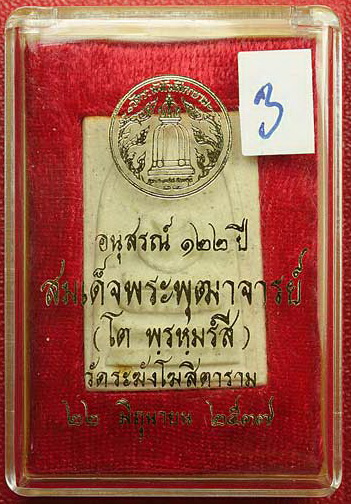 3
อนุสรณ์ ๑๒๒ ปี
สมเด็จพระพุฒาจารย์
(โต พฺรหฺมรํสี)
วัดระฆังโฆสิตาราม
๒๒ มิถุนายน ๒๕๓๗